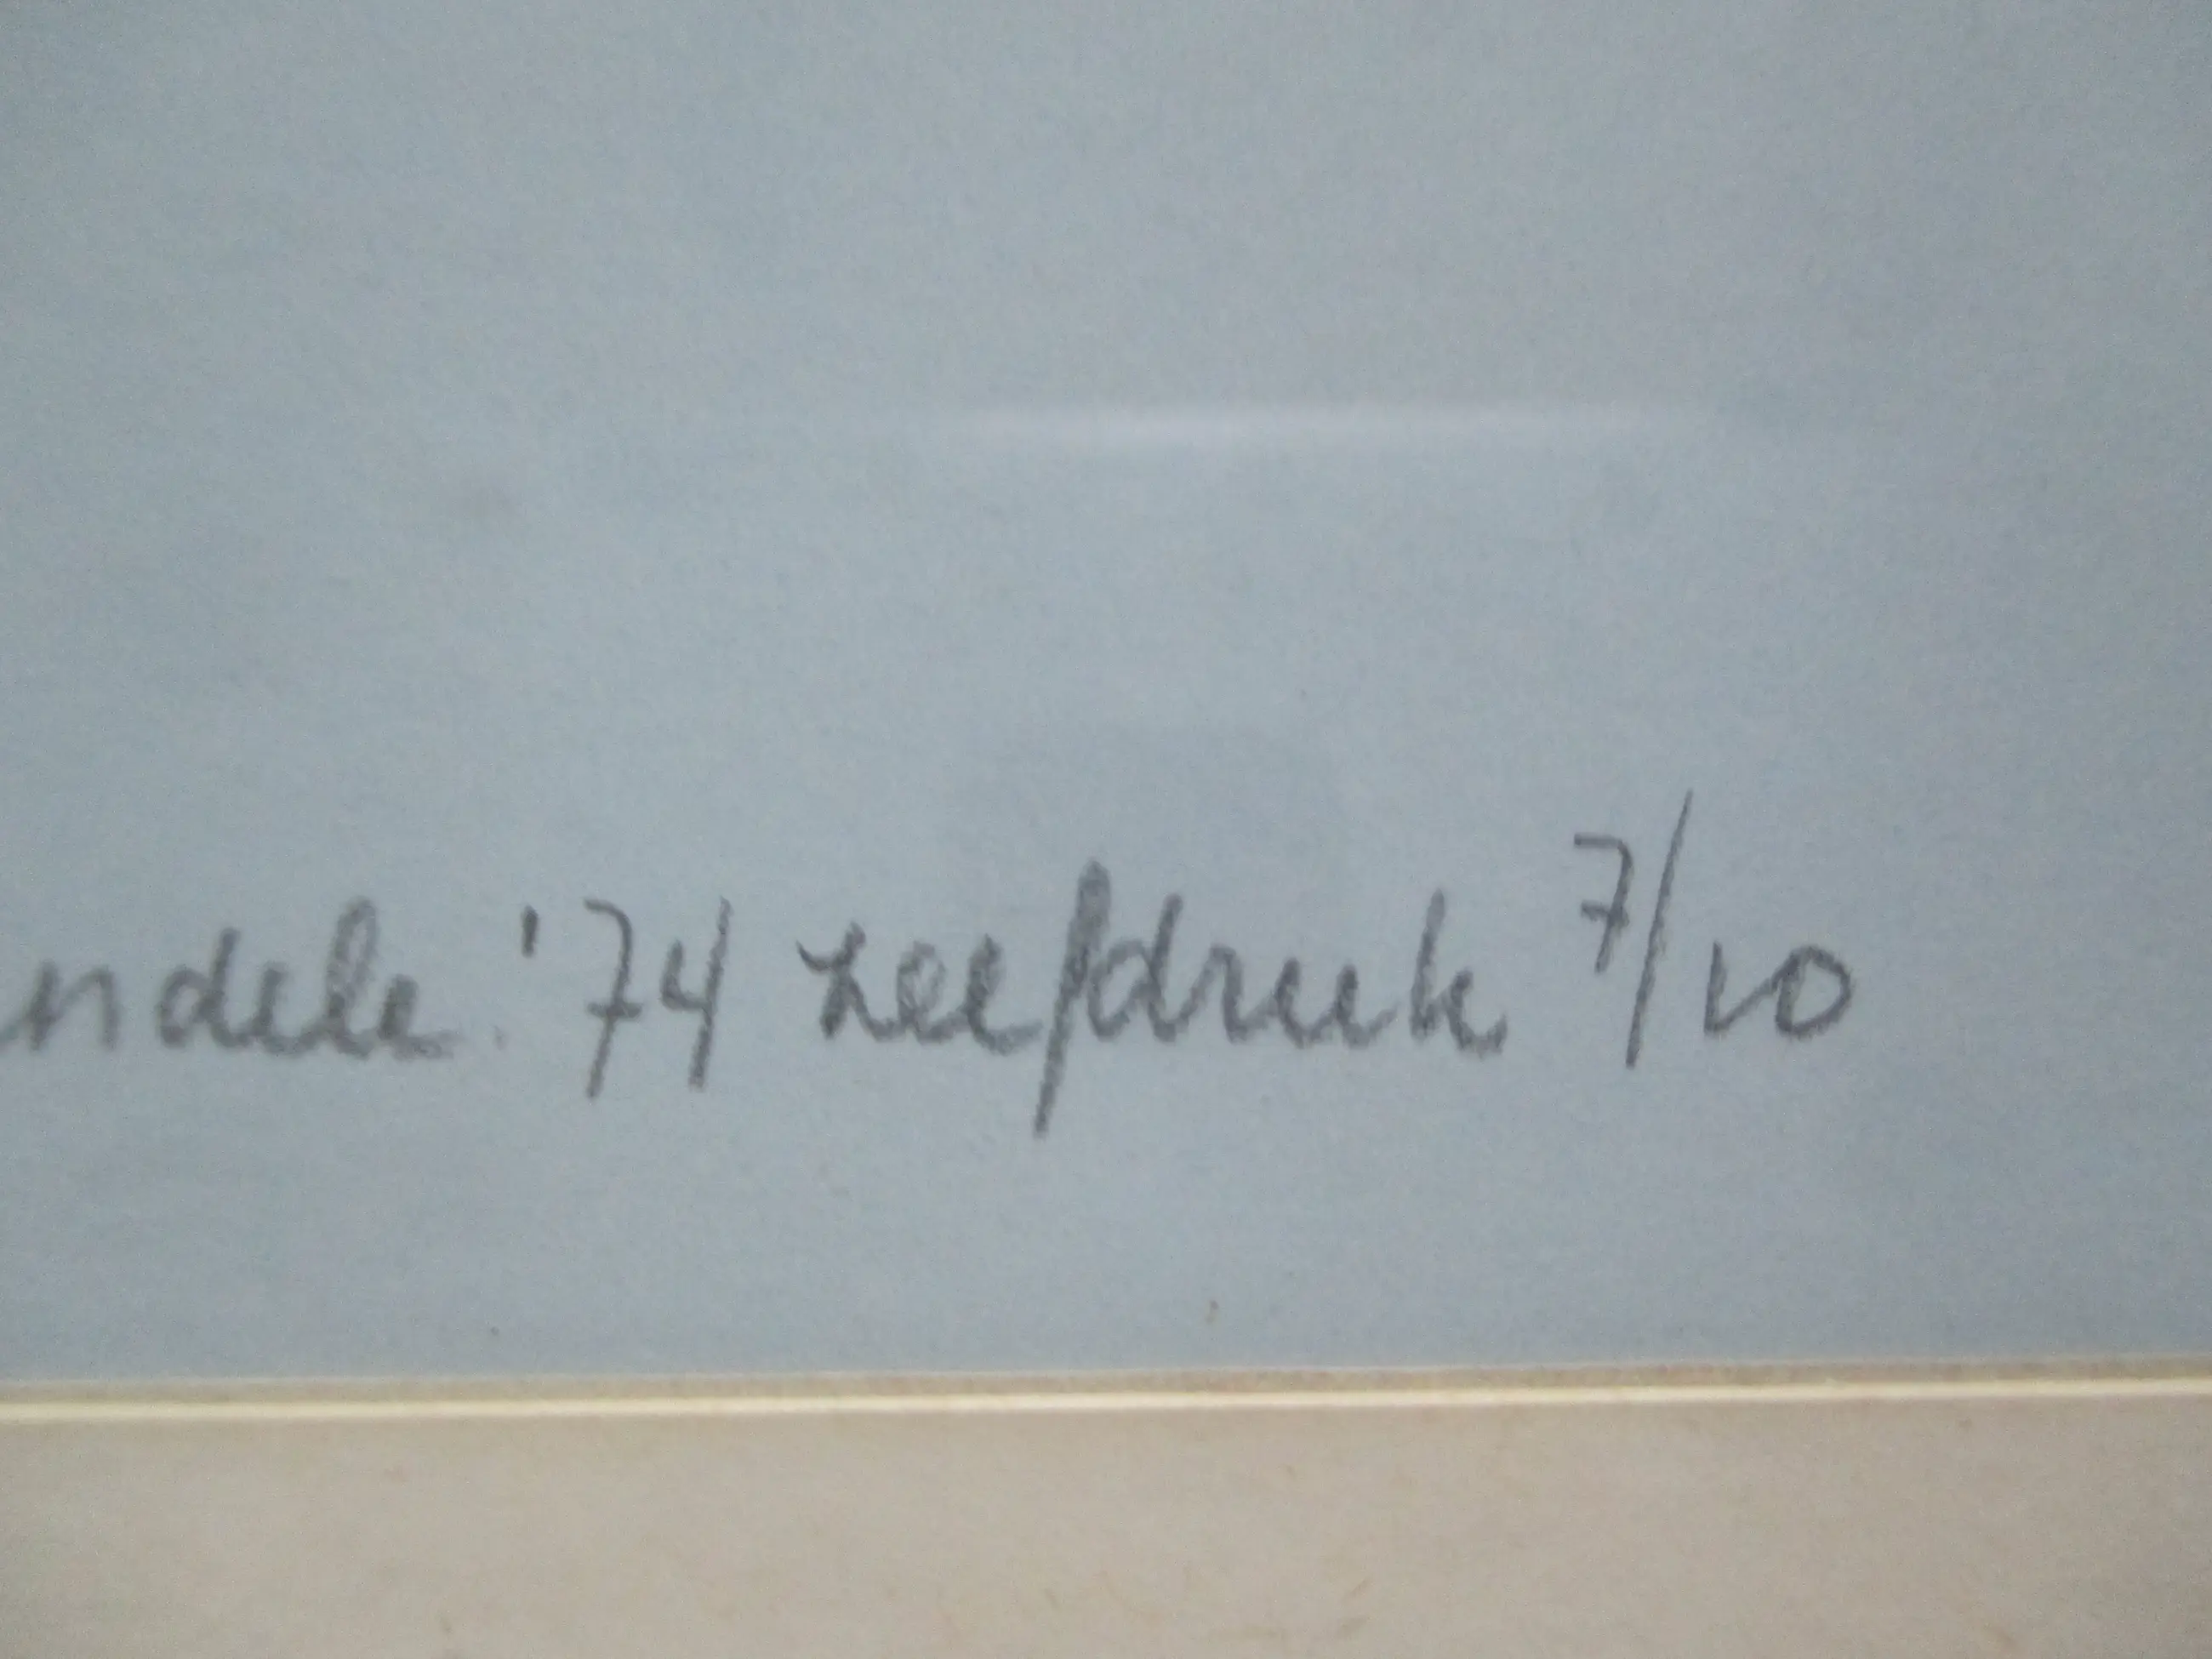 ndele '74 zeefdruk 7/10